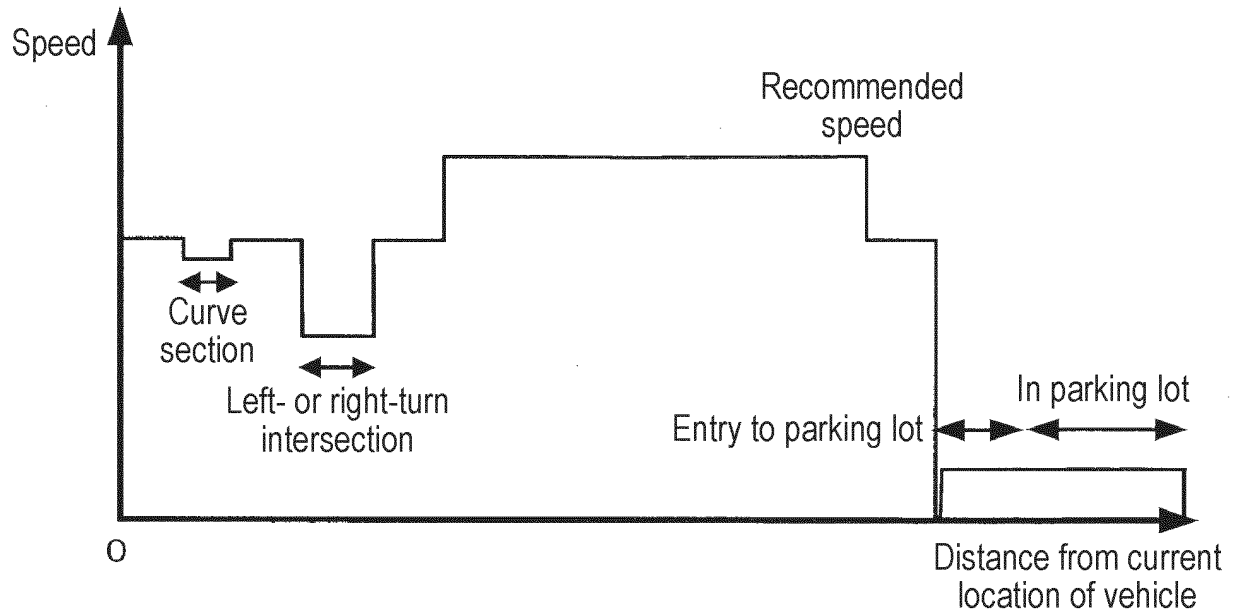 Speed
Recommended
speed
Curve
section
Left- or right-turn
intersection
In parking lot
Entry to parking lot
O
Distance from current
location of vehicle